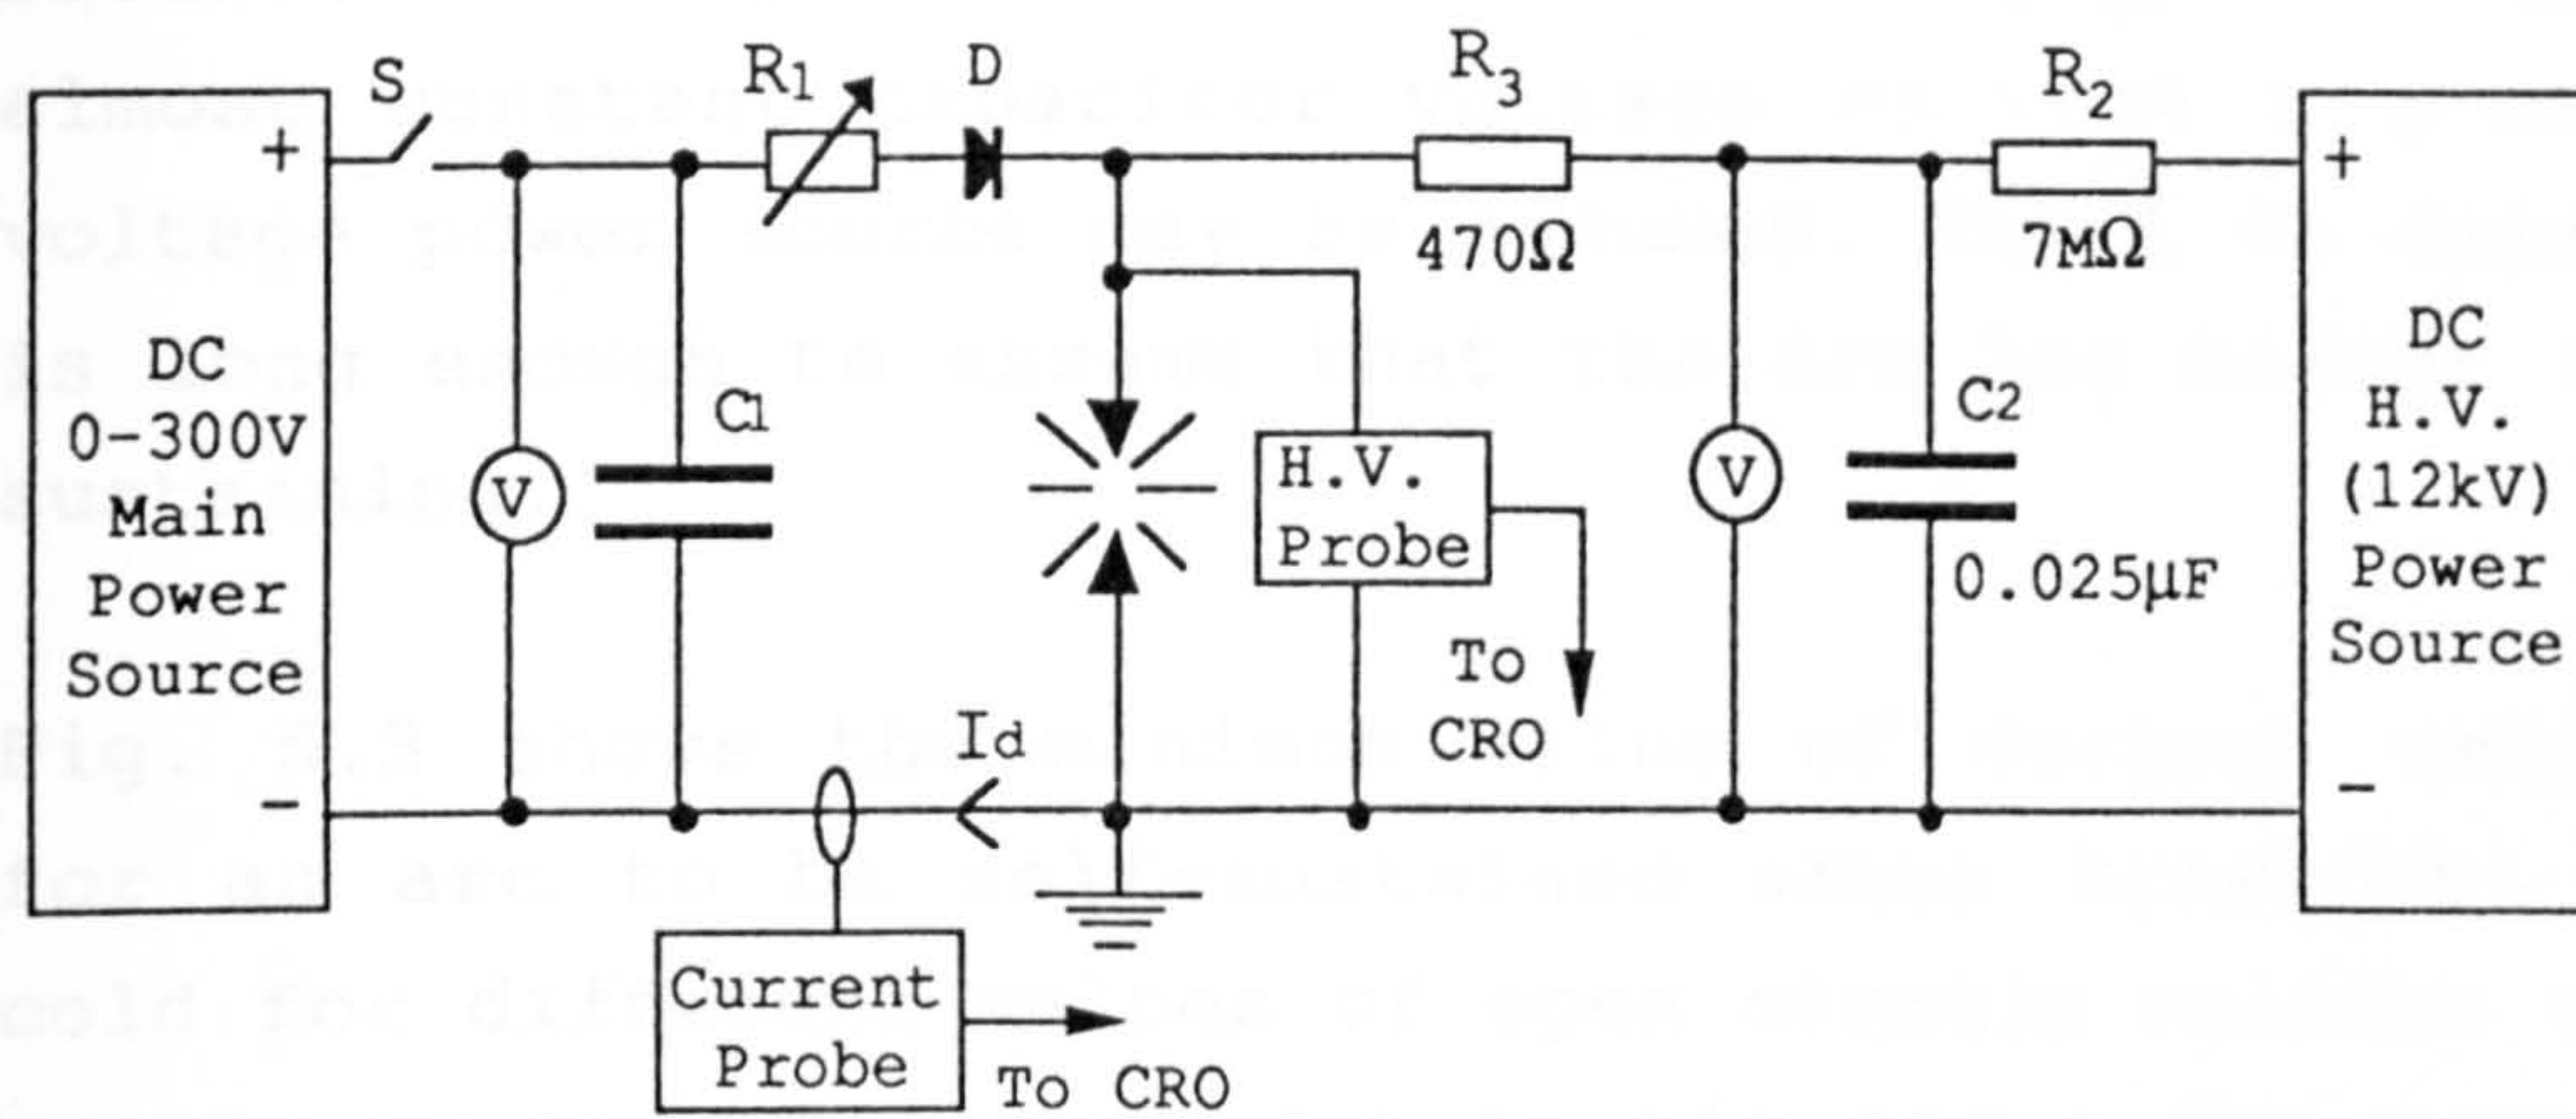 S
R1
D
R3
R2
+
+
470Ω
7MΩ
DC
0-300V
Main
Power
Source
V
C1
H.V.
Probe
V
C2
0.025μF
DC
H.V.
(12kV)
Power
Source
To
CRO
Id
−
−
Current
Probe
To CRO